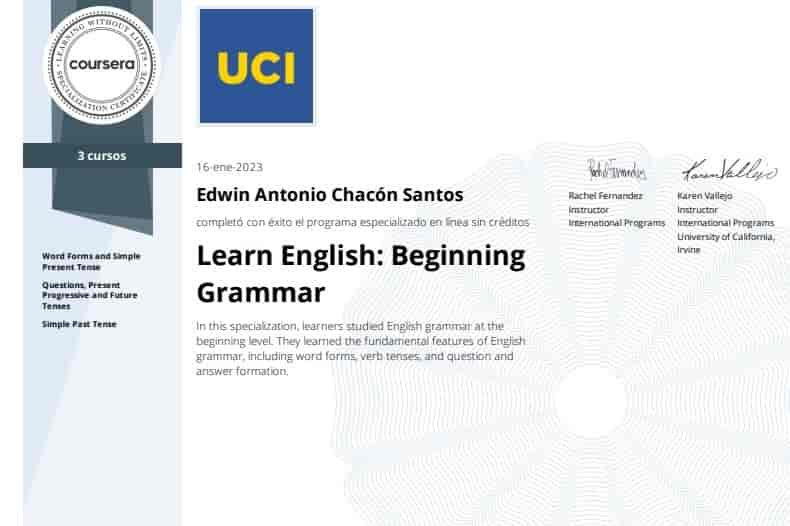 LEARNING WITHOUT LIMITS
coursera
SPECIALIZATION CERTIFICATE
3 cursos
Word Forms and Simple
Present Tense
Questions, Present
Progressive and Future
Tenses
Simple Past Tense
UCI
16-ene-2023
Edwin Antonio Chacón Santos
completó con éxito el programa especializado en línea sin créditos
Learn English: Beginning
Grammar
In this specialization, learners studied English grammar at the
beginning level. They learned the fundamental features of English
grammar, including word forms, verb tenses, and question and
answer formation.
Rachel Fernandez
Rachel Fernandez
Instructor
International Programs
Karen Vallejo
Karen Vallejo
Instructor
International Programs
University of California,
Irvine